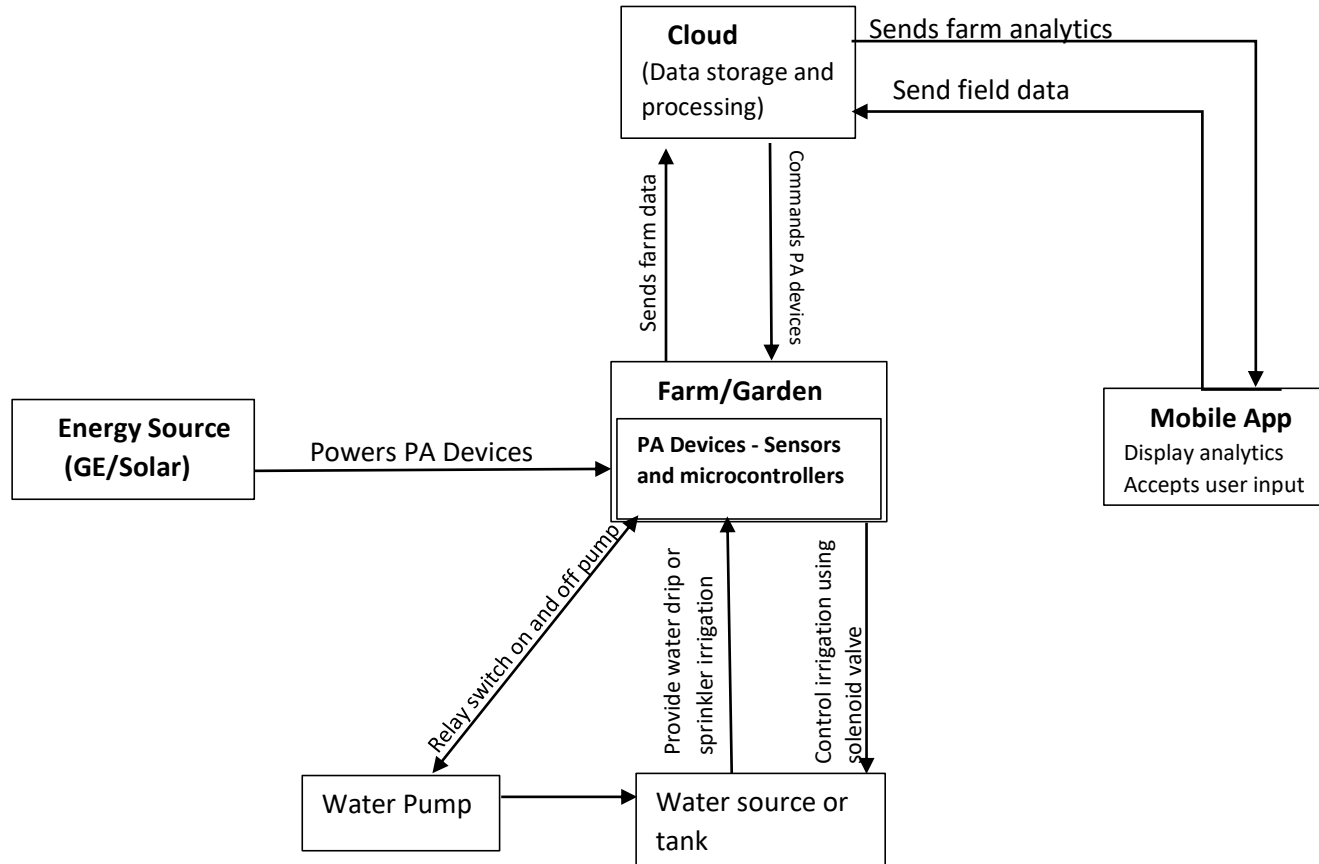 Cloud
(Data storage and
processing)
Sends farm analytics
Send field data
Sends farm data
Commands PA devices
Farm/Garden
PA Devices - Sensors
and microcontrollers
Energy Source
(GE/Solar)
Powers PA Devices
Mobile App
Display analytics
Accepts user input
Relay switch on and off pump
Provide water drip or
sprinkler irrigation
Control irrigation using
solenoid valve
Water Pump
Water source or
tank